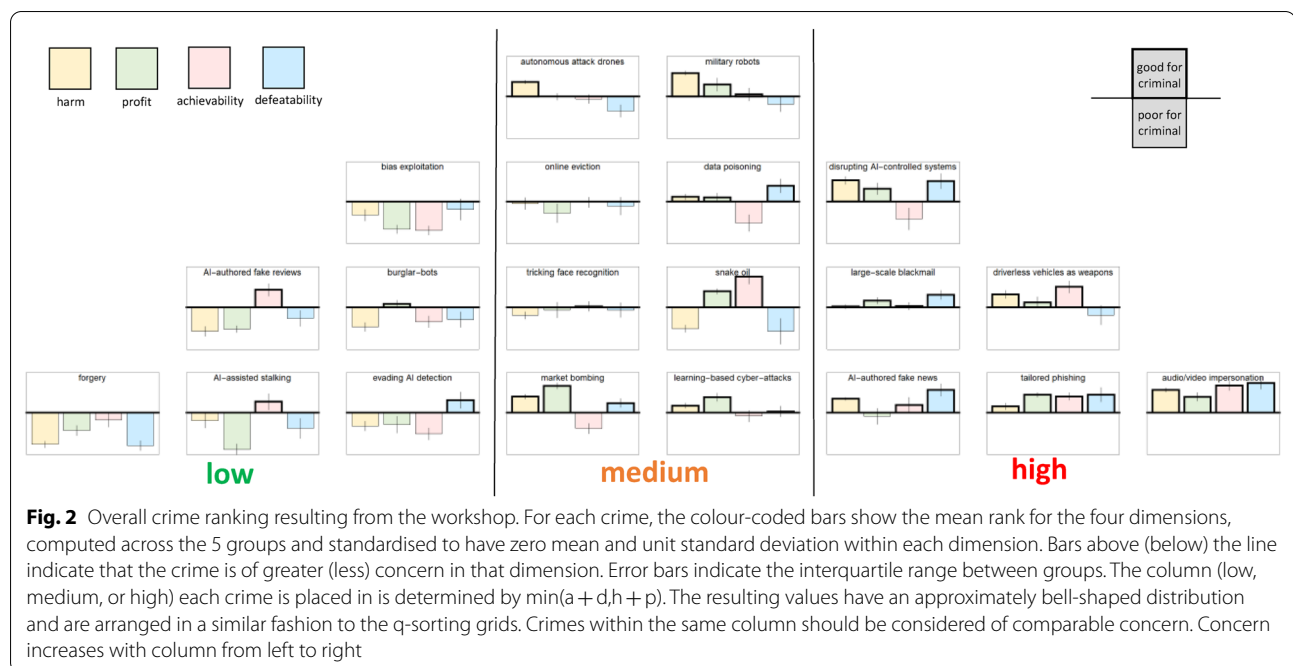 harm
profit
achievability
defeatability
autonomous attack drones
military robots
good for
criminal
poor for
criminal
bias exploitation
online eviction
data poisoning
disrupting AI-controlled systems
AI-authored fake reviews
burglar-bots
tricking face recognition
snake oil
large-scale blackmail
driverless vehicles as weapons
forgery
AI-assisted stalking
evading AI detection
market bombing
learning-based cyber-attacks
AI-authored fake news
tailored phishing
audio/video impersonation
low
medium
high
Fig. 2 Overall crime ranking resulting from the workshop. For each crime, the colour-coded bars show the mean rank for the four dimensions,
computed across the 5 groups and standardised to have zero mean and unit standard deviation within each dimension. Bars above (below) the line
indicate that the crime is of greater (less) concern in that dimension. Error bars indicate the interquartile range between groups. The column (low,
medium, or high) each crime is placed in is determined by min(a + d,h + p). The resulting values have an approximately bell-shaped distribution
and are arranged in a similar fashion to the q-sorting grids. Crimes within the same column should be considered of comparable concern. Concern
increases with column from left to right